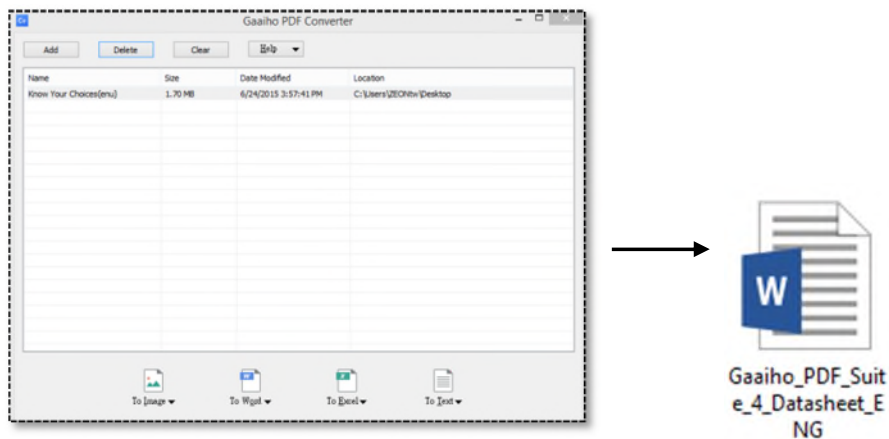 Gaaiho PDF Converter
Add Delete Clear Help
Name Size Date Modified Location
Know Your Choices(enu) 1.70 MB 6/24/2015 3:57:41 PM C:\Users\ZEONtw\Desktop
To Image To Word To Excel To Text
W
Gaaiho_PDF_Suit
e_4_Datasheet_E
NG